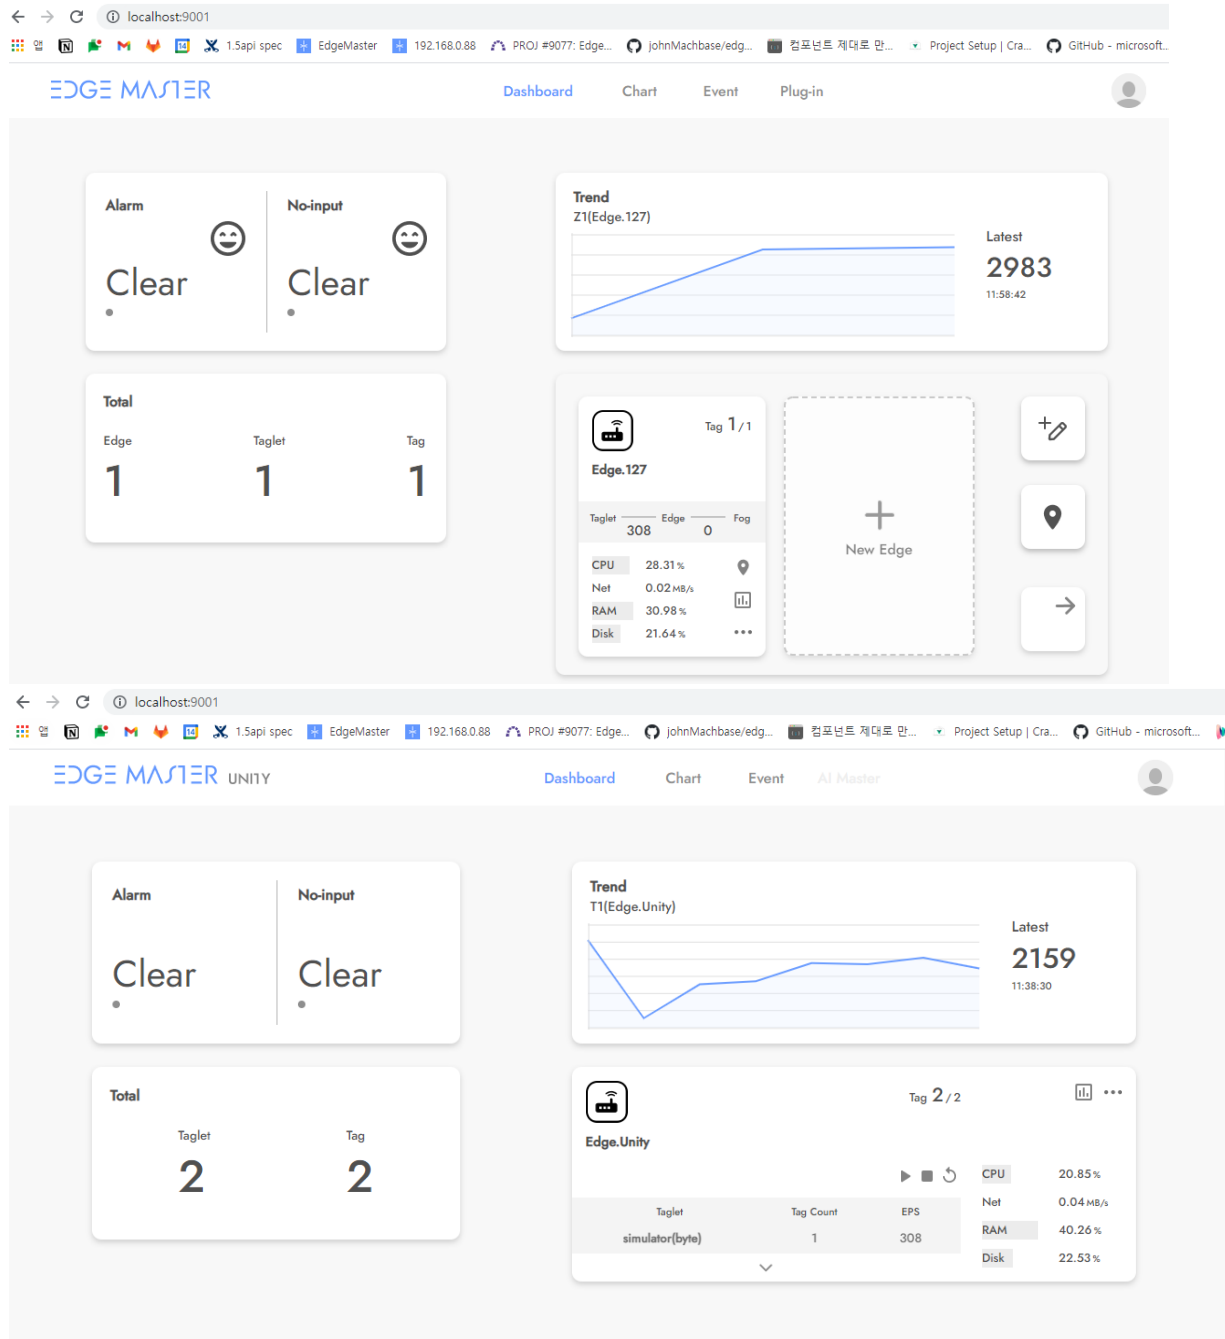 localhost:9001
앱 1.5api spec EdgeMaster 192.168.0.88 PROJ #9077: Edge... johnMachbase/edg... 컴포넌트 제대로 만... Project Setup | Cra... GitHub - microsoft...
EDGE MASTER Dashboard Chart Event Plug-in
Alarm No-input
Clear Clear
Trend
Z1(Edge.127)
Latest
2983
11:58:42
Total
Edge Taglet Tag
1 1 1
Tag 1/1
Edge.127
Taglet Edge Fog
308 0
CPU 28.31%
Net 0.02 MB/s
RAM 30.98%
Disk 21.64%
New Edge
localhost:9001
앱 1.5api spec EdgeMaster 192.168.0.88 PROJ #9077: Edge... johnMachbase/edg... 컴포넌트 제대로 만... Project Setup | Cra... GitHub - microsoft...
EDGE MASTER UNITY Dashboard Chart Event AI Master
Alarm No-input
Clear Clear
Trend
T1(Edge.Unity)
Latest
2159
11:38:30
Total
Taglet Tag
2 2
Tag 2/2
Edge.Unity
Taglet Tag Count EPS
simulator(byte) 1 308
CPU 20.85%
Net 0.04 MB/s
RAM 40.26%
Disk 22.53%